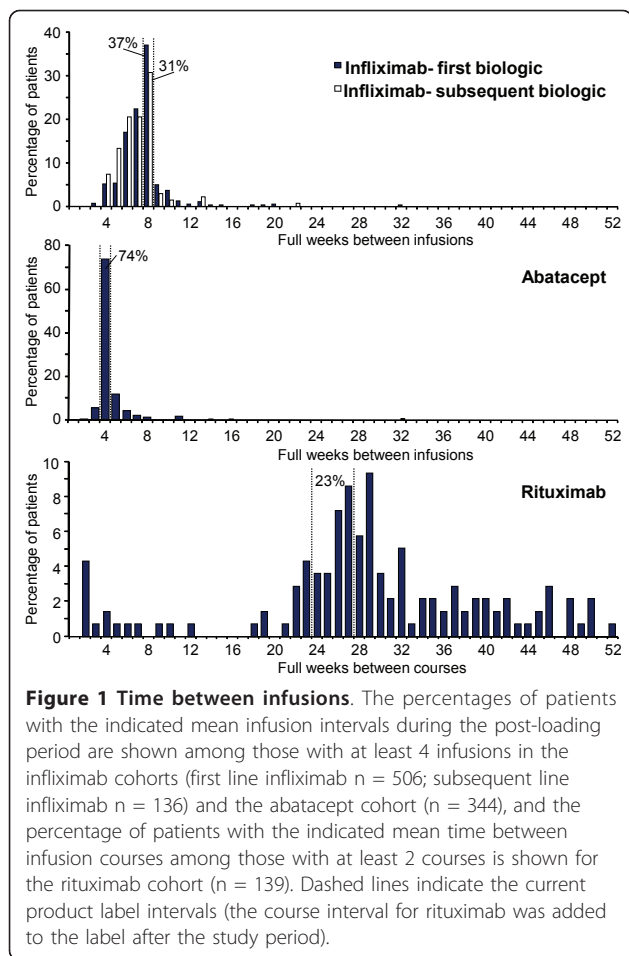 40
37%
Infliximab- first biologic
31%
Infliximab- subsequent biologic
30
20
10
0
Percentage of patients
4 8 12 16 20 24 28 32 36 40 44 48 52
Full weeks between infusions
80
74%
Abatacept
60
40
20
0
Percentage of patients
4 8 12 16 20 24 28 32 36 40 44 48 52
Full weeks between infusions
10
23%
Rituximab
8
6
4
2
0
Percentage of patients
4 8 12 16 20 24 28 32 36 40 44 48 52
Full weeks between courses
Figure 1 Time between infusions. The percentages of patients
with the indicated mean infusion intervals during the post-loading
period are shown among those with at least 4 infusions in the
infliximab cohorts (first line infliximab n = 506; subsequent line
infliximab n = 136) and the abatacept cohort (n = 344), and the
percentage of patients with the indicated mean time between
infusion courses among those with at least 2 courses is shown for
the rituximab cohort (n = 139). Dashed lines indicate the current
product label intervals (the course interval for rituximab was added
to the label after the study period).